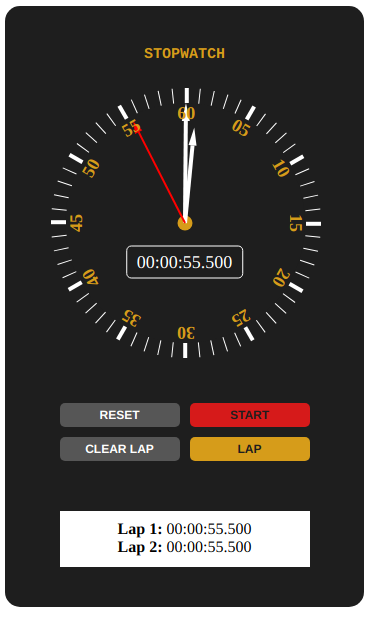 STOPWATCH
60
55
05
50
10
45
15
00:00:55.500
40
20
35
25
30
RESET
START
CLEAR LAP
LAP
Lap 1: 00:00:55.500
Lap 2: 00:00:55.500